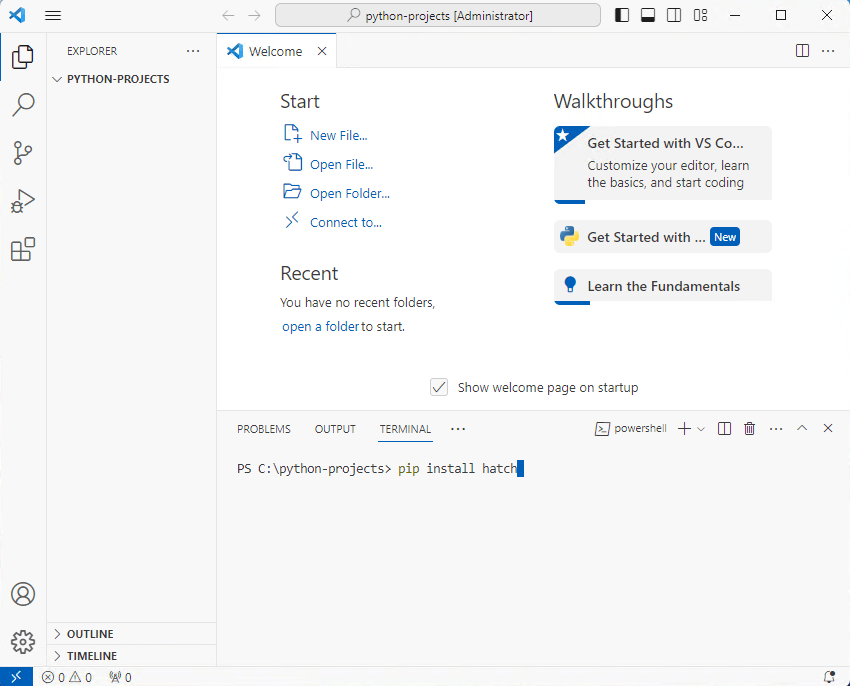 python-projects [Administrator]
EXPLORER
PYTHON-PROJECTS
OUTLINE
TIMELINE
Welcome
Start
New File...
Open File...
Open Folder...
Connect to...
Recent
You have no recent folders,
open a folder to start.
Walkthroughs
Get Started with VS Co...
Customize your editor, learn
the basics, and start coding
Get Started with ... New
Learn the Fundamentals
Show welcome page on startup
PROBLEMS OUTPUT TERMINAL ... powershell
PS C:\python-projects> pip install hatch
0 0 0